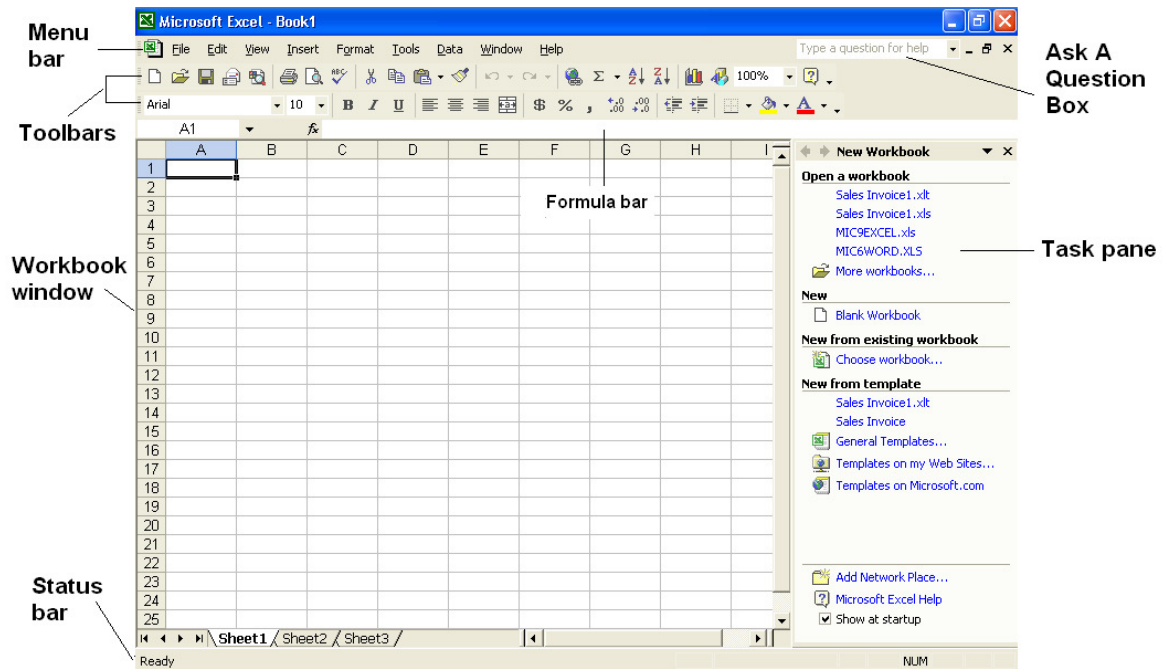 Microsoft Excel - Book1
Menu
bar
File Edit View Insert Format Tools Data Window Help
Type a question for help
Ask A
Question
Box
ABC
Σ
A
Z
Z
A
100%
?
Toolbars
Arial
10
B I U
$ % ,
A
A1
fx
Formula bar
A B C D E F G H I
1
2
3
4
5
6
7
8
9
10
11
12
13
14
15
16
17
18
19
20
21
22
23
24
25
Workbook
window
New Workbook
Open a workbook
Sales Invoice1.xlt
Sales Invoice1.xls
MIC9EXCEL.xls
MIC6WORD.XLS
More workbooks...
Task pane
New
Blank Workbook
New from existing workbook
Choose workbook...
New from template
Sales Invoice1.xlt
Sales Invoice
General Templates...
Templates on my Web Sites...
Templates on Microsoft.com
Add Network Place...
Microsoft Excel Help
Show at startup
Status
bar
Sheet1 / Sheet2 / Sheet3 /
Ready
NUM